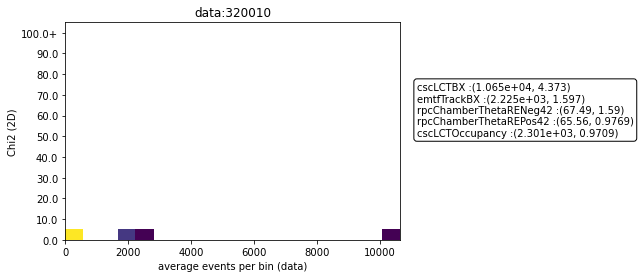 data:320010
100.0+
90.0
80.0
70.0
60.0
50.0
40.0
30.0
20.0
10.0
0.0
Chi2 (2D)
0
2000
4000
6000
8000
10000
average events per bin (data)
cscLCTBX :(1.065e+04, 4.373)
emtfTrackBX :(2.225e+03, 1.597)
rpcChamberThetaRENeg42 :(67.49, 1.59)
rpcChamberThetaREPos42 :(65.56, 0.9769)
cscLCTOccupancy :(2.301e+03, 0.9709)